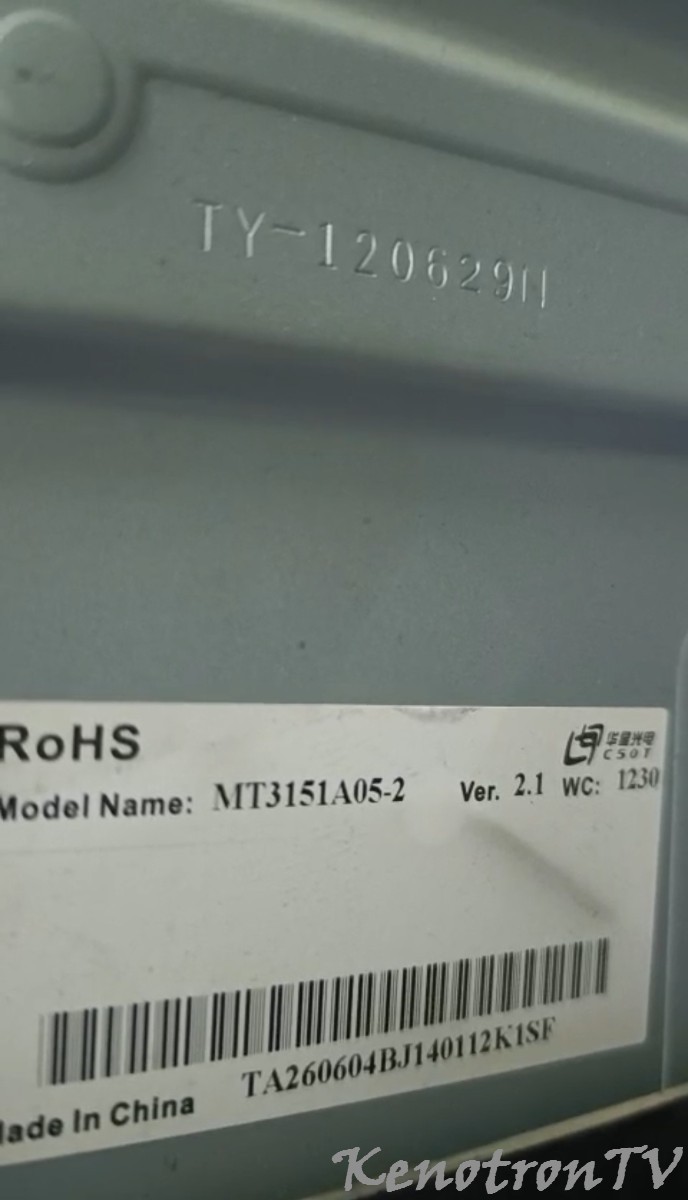 TY-120629
RoHS
华星光电
CSOT
Model Name: MT3151A05-2 Ver. 2.1 WC: 1230
TA260604BJ140112K1SF
Made In China
KenotronTV